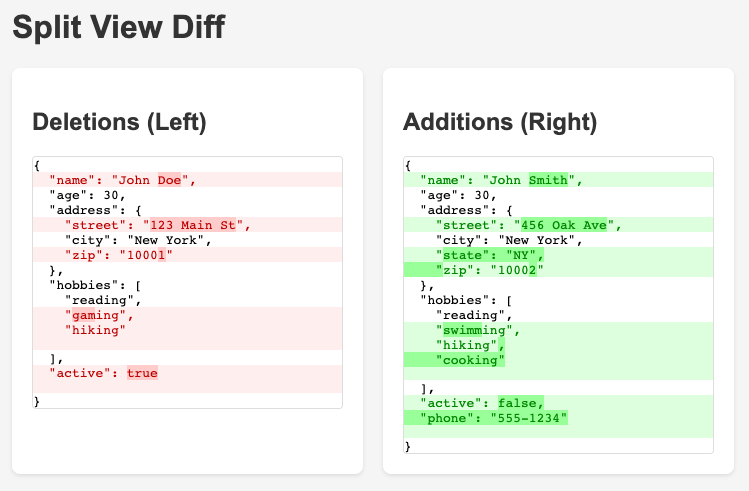 Split View Diff
Deletions (Left)
{
  "name": "John Doe",
  "age": 30,
  "address": {
    "street": "123 Main St",
    "city": "New York",
    "zip": "10001"
  },
  "hobbies": [
    "reading",
    "gaming",
    "hiking"
  ],
  "active": true
}
Additions (Right)
{
  "name": "John Smith",
  "age": 30,
  "address": {
    "street": "456 Oak Ave",
    "city": "New York",
    "state": "NY",
    "zip": "10002"
  },
  "hobbies": [
    "reading",
    "swimming",
    "hiking",
    "cooking"
  ],
  "active": false,
  "phone": "555-1234"
}